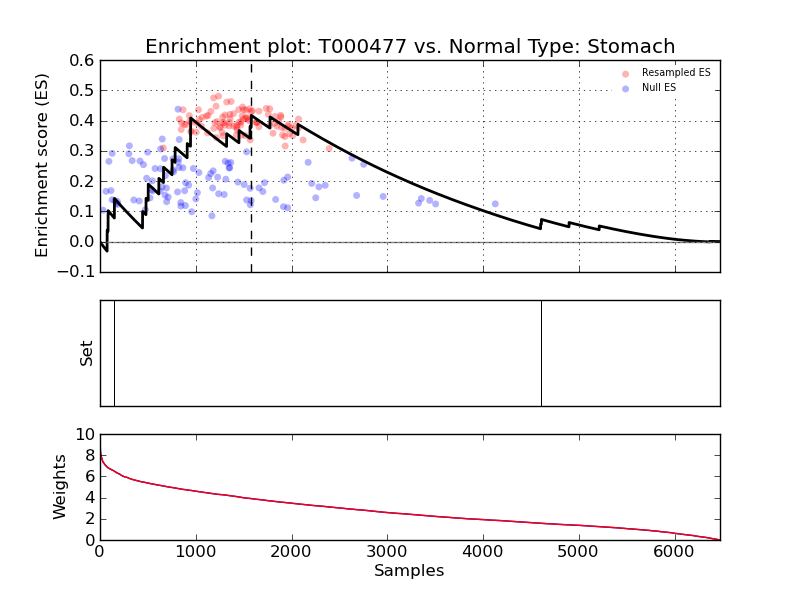 Enrichment plot: T000477 vs. Normal Type: Stomach
Enrichment score (ES)
0.6
0.5
0.4
0.3
0.2
0.1
0.0
−0.1
Resampled ES
Null ES
Set
Weights
10
8
6
4
2
0
0 1000 2000 3000 4000 5000 6000
Samples